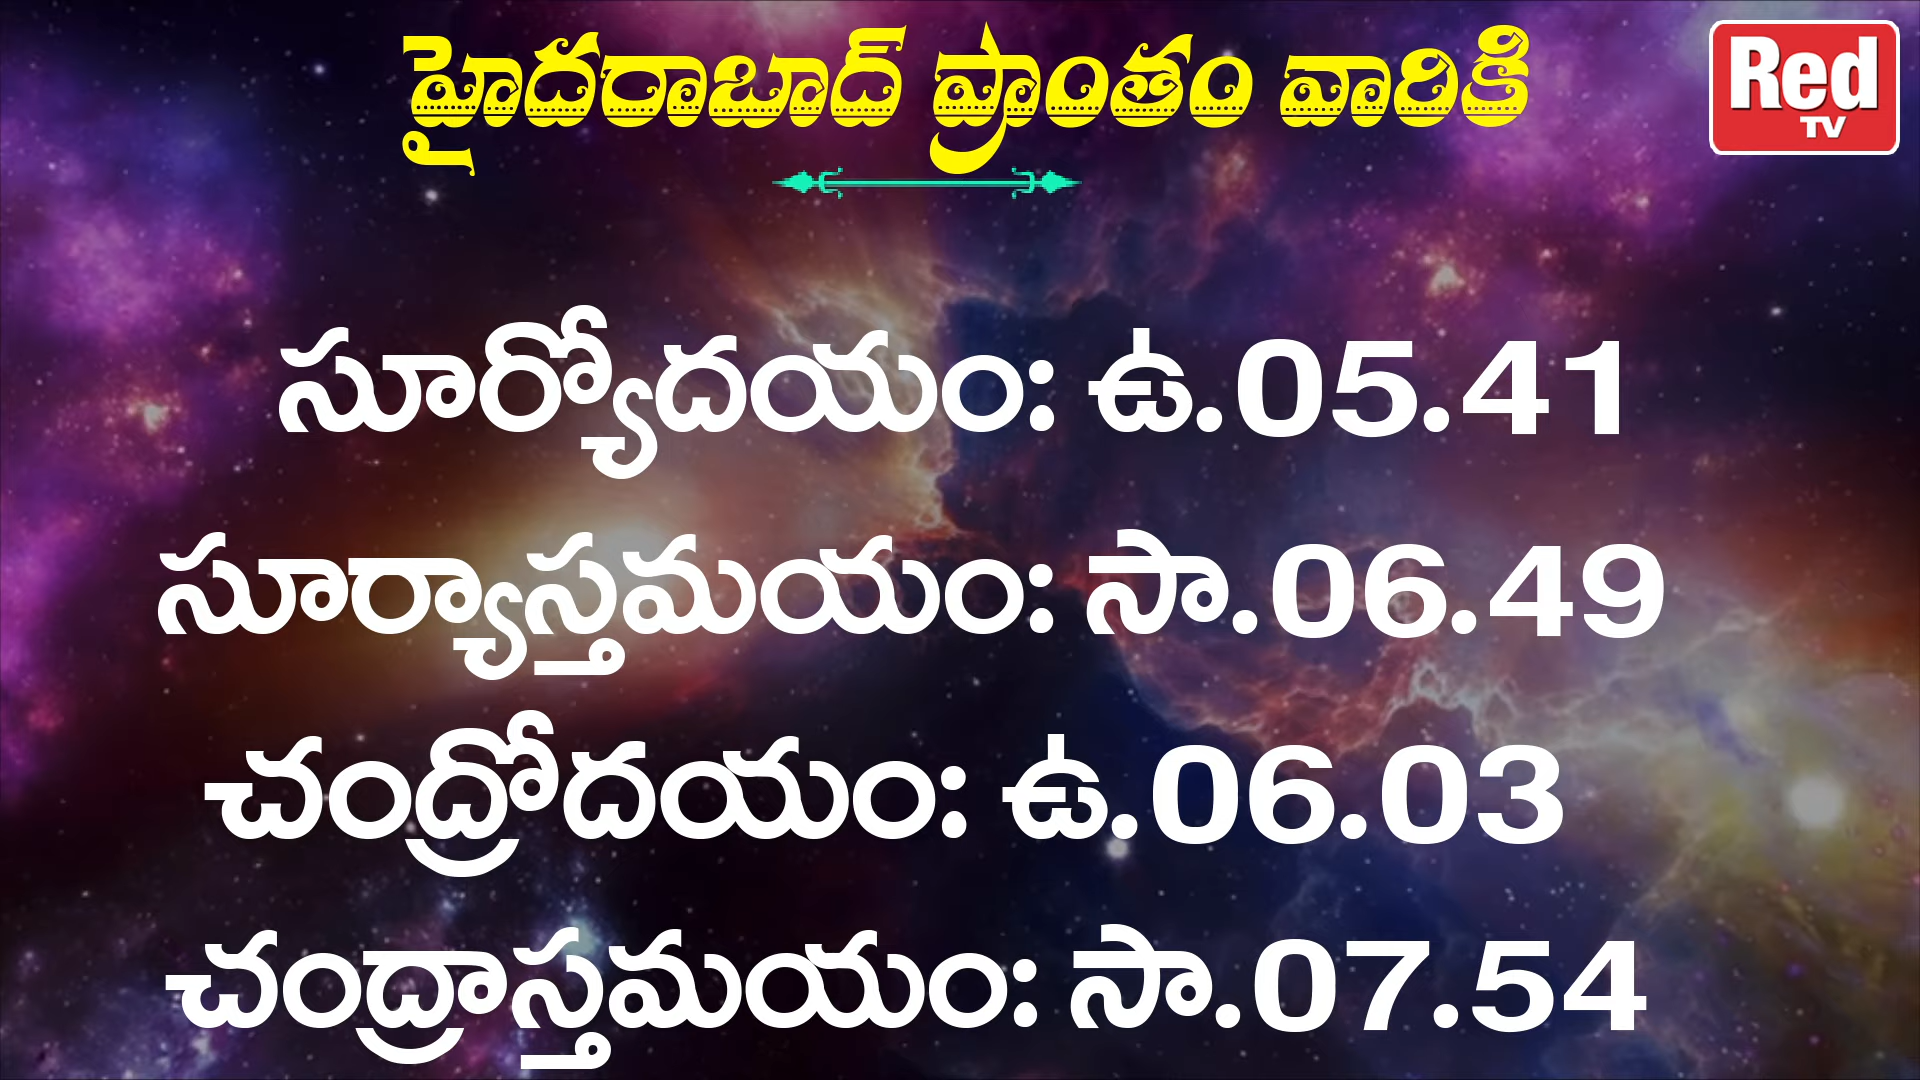 హైదరాబాద్ ప్రాంతం వారికి
Red
TV
సూర్యోదయం: ఉ.05.41
సూర్యాస్తమయం: సా.06.49
చంద్రోదయం: ఉ.06.03
చంద్రాస్తమయం: సా.07.54